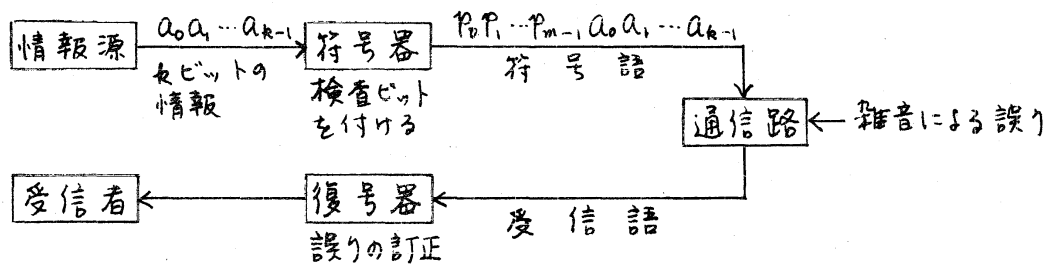 情報源
a₀a₁…aₖ₋₁
kビットの
情報
符号器
検査ビット
を付ける
p₀p₁…pₘ₋₁a₀a₁…aₖ₋₁
符号語
通信路
雑音による誤り
受信語
復号器
誤りの訂正
受信者